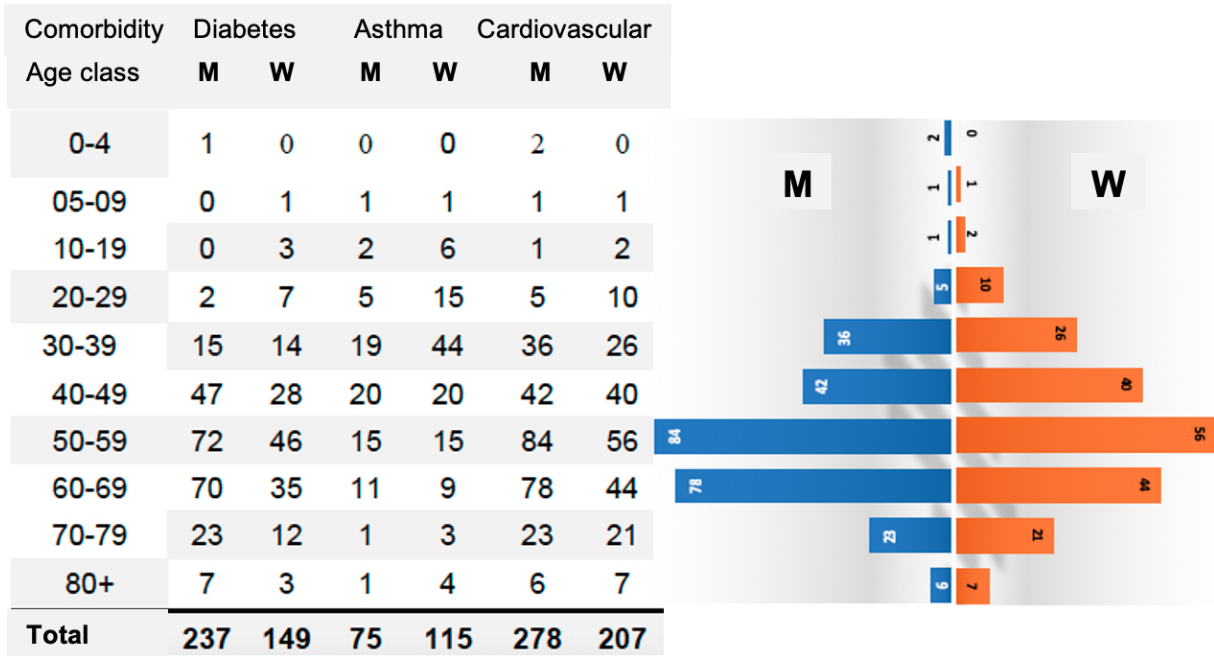 Comorbidity Diabetes Asthma Cardiovascular
Age class M W M W M W
0-4 1 0 0 0 2 0
05-09 0 1 1 1 1 1
10-19 0 3 2 6 1 2
20-29 2 7 5 15 5 10
30-39 15 14 19 44 36 26
40-49 47 28 20 20 42 40
50-59 72 46 15 15 84 56
60-69 70 35 11 9 78 44
70-79 23 12 1 3 23 21
80+ 7 3 1 4 6 7
Total 237 149 75 115 278 207
M W
2 0
1 1
1 2
5 10
36 26
42 40
84 56
78 44
23 21
6 7